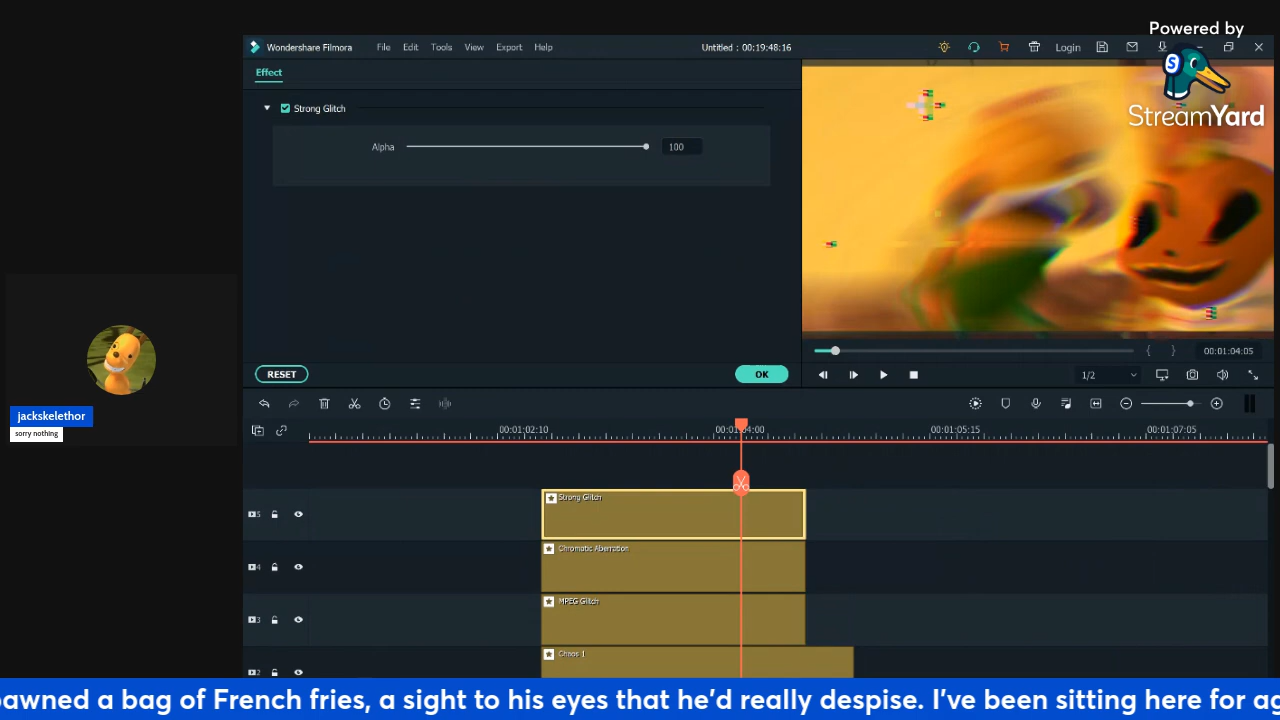 Powered by
StreamYard
Wondershare Filmora
File
Edit
Tools
View
Export
Help
Untitled : 00:19:48:16
Login
Effect
Strong Glitch
Alpha
100
RESET
OK
00:01:04:05
1/2
00:01:02:10
00:01:04:00
00:01:05:15
00:01:07:05
5
Strong Glitch
4
Chromatic Aberration
3
MPEG Glitch
2
Chaos 1
jackskelethor
sorry nothing
pawned a bag of French fries, a sight to his eyes that he'd really despise. I've been sitting here for ag